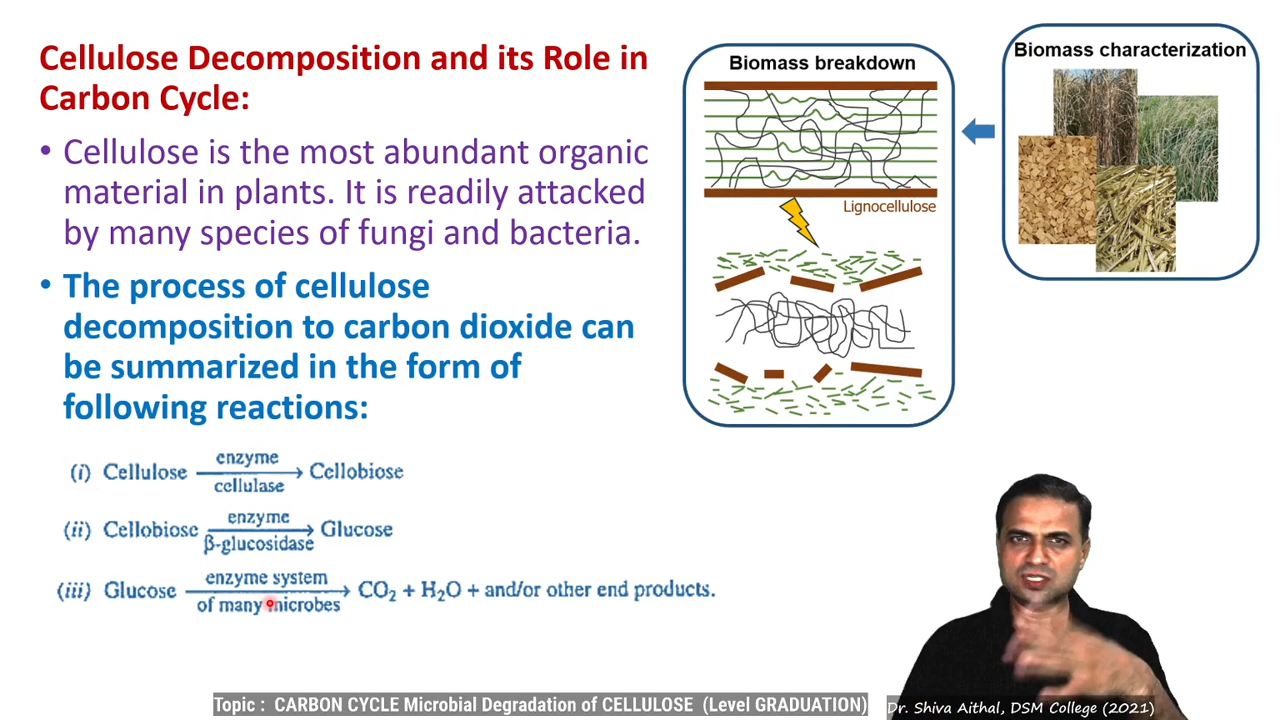 Cellulose Decomposition and its Role in
Carbon Cycle:
• Cellulose is the most abundant organic
material in plants. It is readily attacked
by many species of fungi and bacteria.
• The process of cellulose
decomposition to carbon dioxide can
be summarized in the form of
following reactions:
(i) Cellulose enzyme cellulase → Cellobiose
(ii) Cellobiose enzyme β-glucosidase → Glucose
(iii) Glucose enzyme system of many microbes → CO₂ + H₂O + and/or other end products.
Biomass breakdown
Lignocellulose
Biomass characterization
Topic : CARBON CYCLE Microbial Degradation of CELLULOSE (Level GRADUATION)
Dr. Shiva Aithal, DSM College (2021)